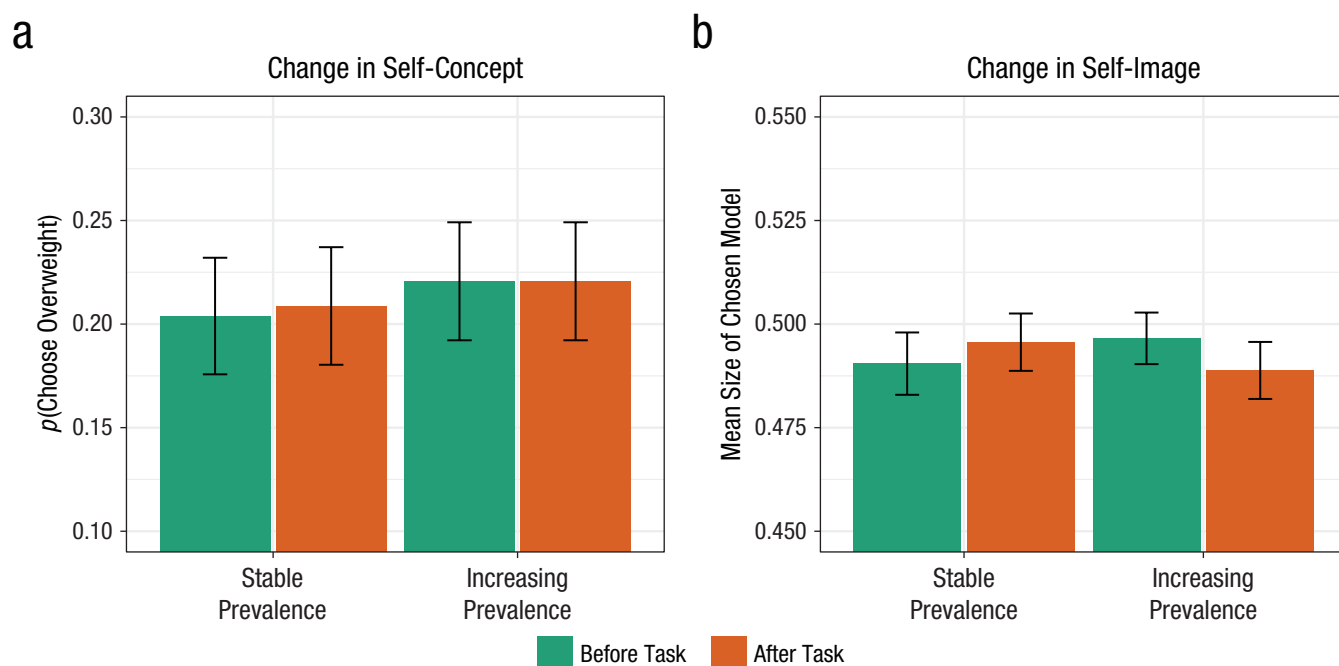 a
Change in Self-Concept
p(Choose Overweight)
0.30
0.25
0.20
0.15
0.10
Stable
Prevalence
Increasing
Prevalence
b
Change in Self-Image
Mean Size of Chosen Model
0.550
0.525
0.500
0.475
0.450
Stable
Prevalence
Increasing
Prevalence
Before Task
After Task